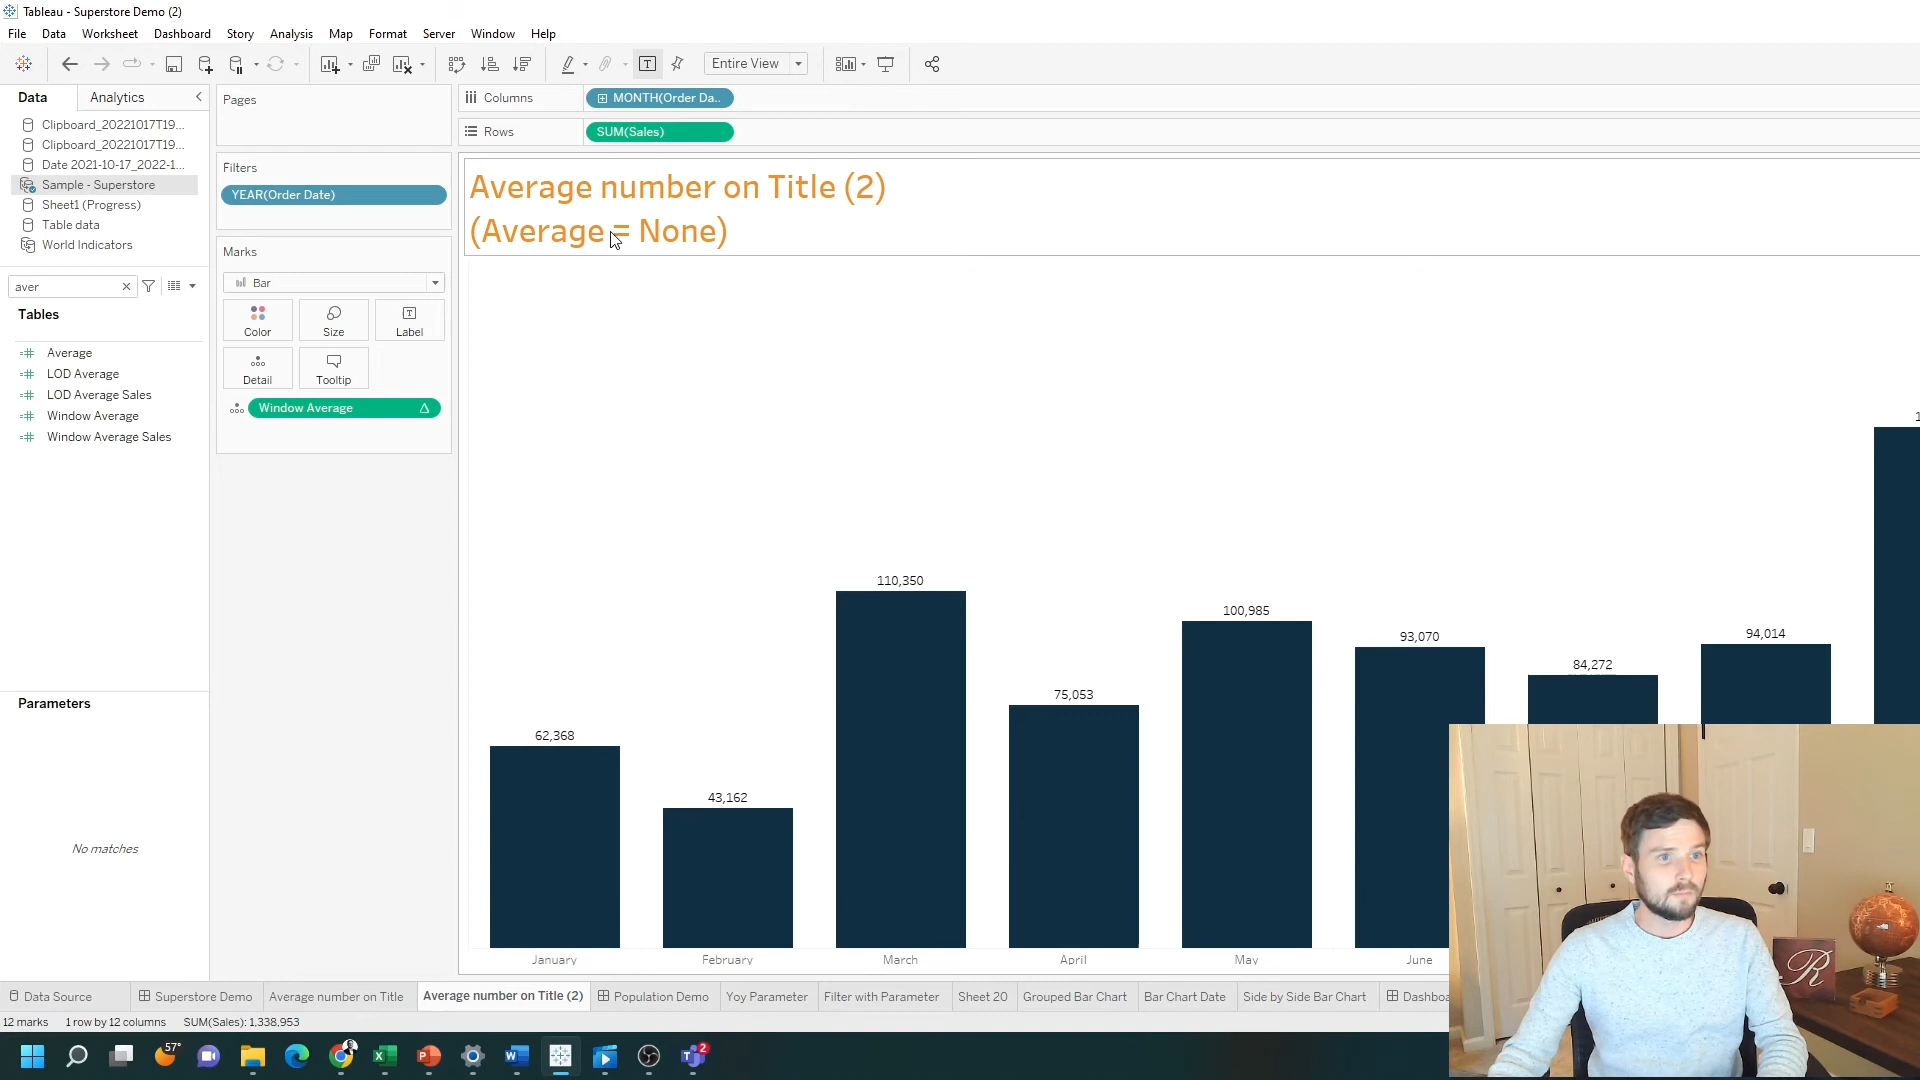 Tableau - Superstore Demo (2)
File Data Worksheet Dashboard Story Analysis Map Format Server Window Help
Entire View
Data Analytics
Clipboard_20221017T19...
Clipboard_20221017T19...
Date 2021-10-17_2022-1...
Sample - Superstore
Sheet1 (Progress)
Table data
World Indicators
aver
Tables
Average
LOD Average
LOD Average Sales
Window Average
Window Average Sales
Parameters
No matches
Pages
Filters
YEAR(Order Date)
Marks
Bar
Color Size Label
Detail Tooltip
Window Average
Columns MONTH(Order Da..
Rows SUM(Sales)
Average number on Title (2)
(Average = None)
62,368
43,162
110,350
75,053
100,985
93,070
84,272
94,014
1
January February March April May June
Data Source Superstore Demo Average number on Title Average number on Title (2) Population Demo Yoy Parameter Filter with Parameter Sheet 20 Grouped Bar Chart Bar Chart Date Side by Side Bar Chart Dashboa
12 marks 1 row by 12 columns SUM(Sales): 1,338,953
57°
2
R